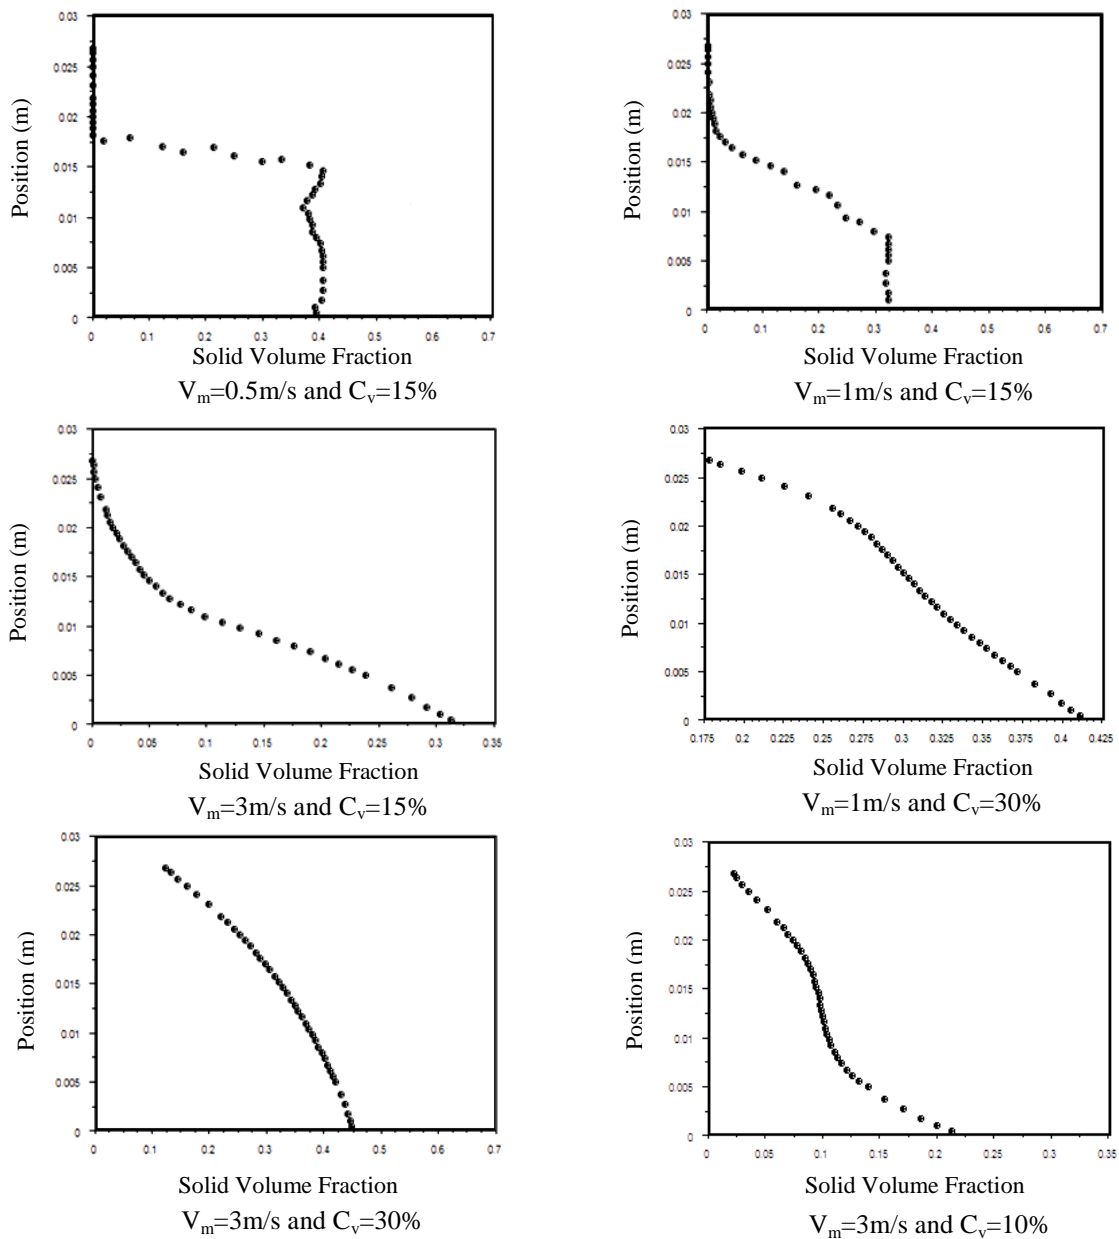 0.03
0.025
0.02
0.015
0.01
0.005
0
Position (m)
0 0.1 0.2 0.3 0.4 0.5 0.6 0.7
Solid Volume Fraction
Vm=0.5m/s and Cv=15%
0.03
0.025
0.02
0.015
0.01
0.005
0
Position (m)
0 0.1 0.2 0.3 0.4 0.5 0.6 0.7
Solid Volume Fraction
Vm=1m/s and Cv=15%
0.03
0.025
0.02
0.015
0.01
0.005
0
Position (m)
0 0.05 0.1 0.15 0.2 0.25 0.3 0.35
Solid Volume Fraction
Vm=3m/s and Cv=15%
0.03
0.025
0.02
0.015
0.01
0.005
0
Position (m)
0.175 0.2 0.225 0.25 0.275 0.3 0.325 0.35 0.375 0.4 0.425
Solid Volume Fraction
Vm=1m/s and Cv=30%
0.03
0.025
0.02
0.015
0.01
0.005
0
Position (m)
0 0.1 0.2 0.3 0.4 0.5 0.6 0.7
Solid Volume Fraction
Vm=3m/s and Cv=30%
0.03
0.025
0.02
0.015
0.01
0.005
0
Position (m)
0 0.05 0.1 0.15 0.2 0.25 0.3 0.35
Solid Volume Fraction
Vm=3m/s and Cv=10%